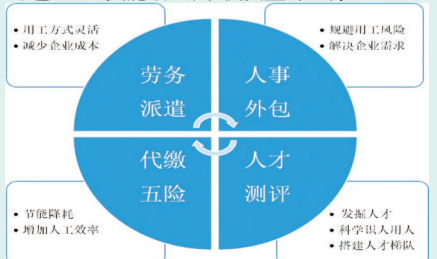 • 用工方式灵活
• 减少企业成本
• 规避用工风险
• 解决企业需求
劳务
派遣
人事
外包
代缴
五险
人才
测评
• 节能降耗
• 增加人工效率
• 发掘人才
• 科学识人用人
• 搭建人才梯队